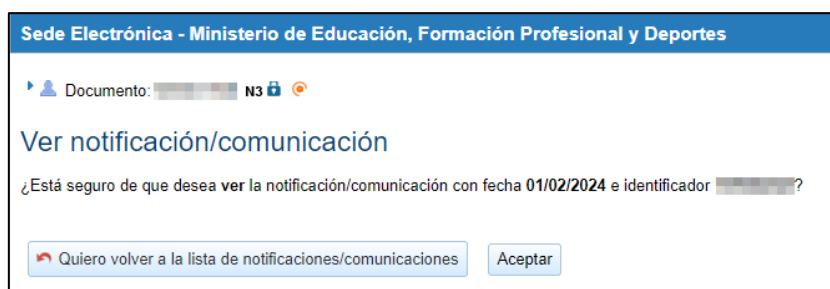 Sede Electrónica - Ministerio de Educación, Formación Profesional y Deportes
Documento: N3
Ver notificación/comunicación
¿Está seguro de que desea ver la notificación/comunicación con fecha 01/02/2024 e identificador ?
Quiero volver a la lista de notificaciones/comunicaciones Aceptar